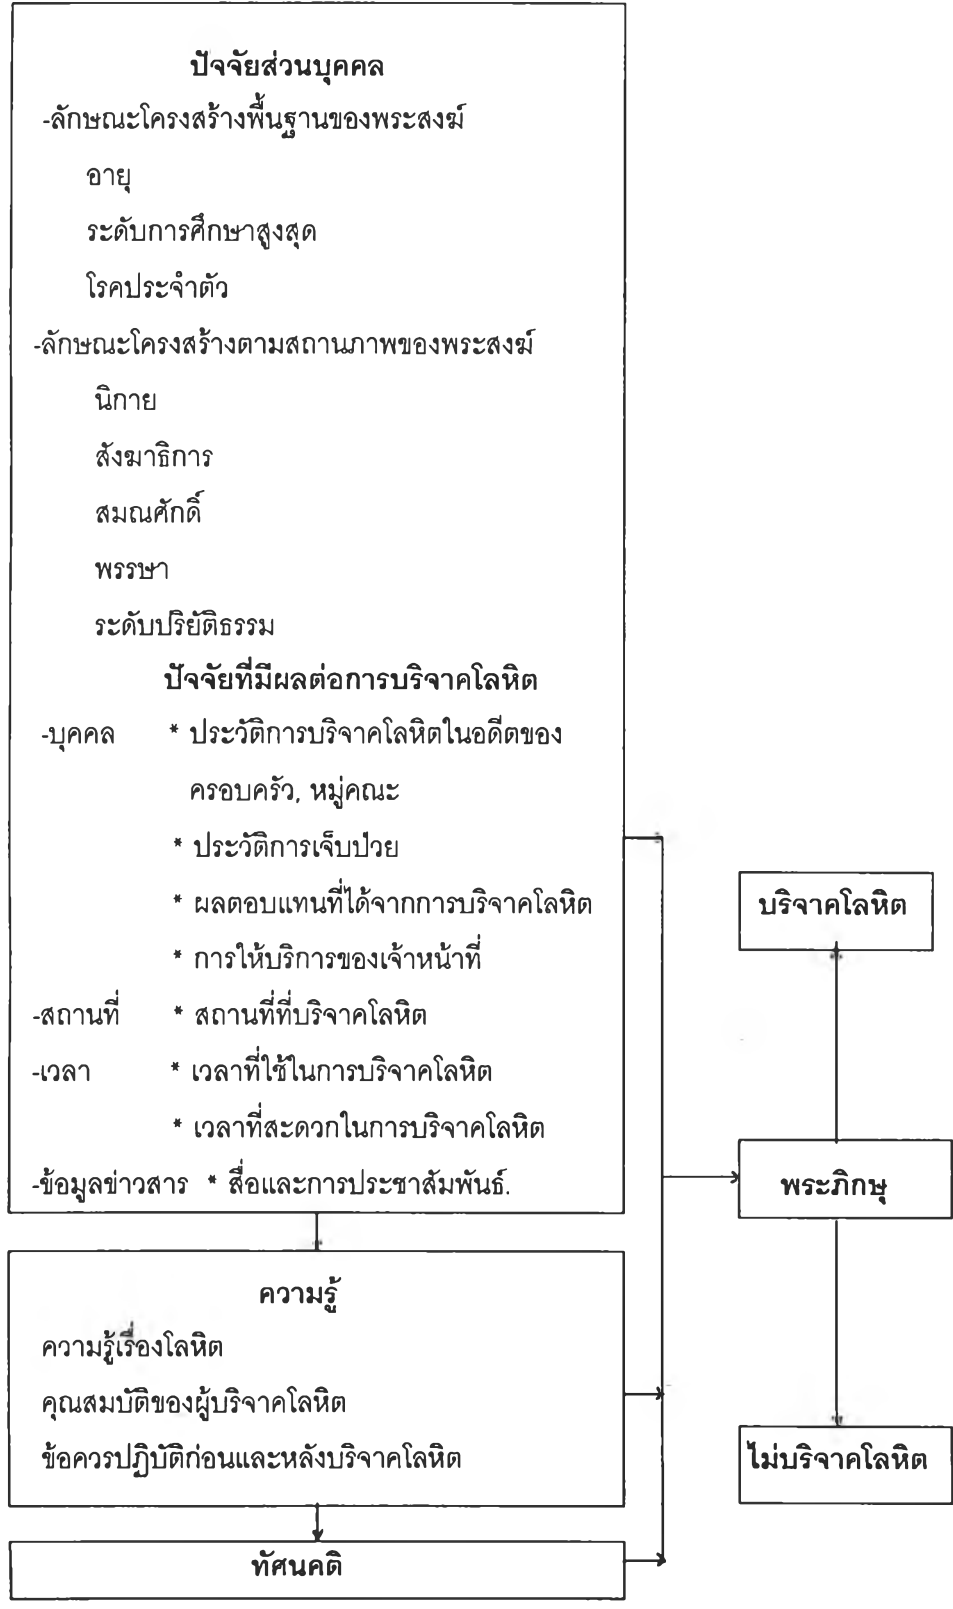 ปัจจัยส่วนบุคคล
-ลักษณะโครงสร้างพื้นฐานของพระสงฆ์
อายุ
ระดับการศึกษาสูงสุด
โรคประจำตัว
-ลักษณะโครงสร้างตามสถานภาพของพระสงฆ์
นิกาย
สังฆาธิการ
สมณศักดิ์
พรรษา
ระดับปริยัติธรรม
ปัจจัยที่มีผลต่อการบริจาคโลหิต
-บุคคล * ประวัติการบริจาคโลหิตในอดีตของ
ครอบครัว, หมู่คณะ
* ประวัติการเจ็บป่วย
* ผลตอบแทนที่ได้จากการบริจาคโลหิต
* การให้บริการของเจ้าหน้าที่
-สถานที่ * สถานที่ที่บริจาคโลหิต
-เวลา * เวลาที่ใช้ในการบริจาคโลหิต
* เวลาที่สะดวกในการบริจาคโลหิต
-ข้อมูลข่าวสาร * สื่อและการประชาสัมพันธ์.
ความรู้
ความรู้เรื่องโลหิต
คุณสมบัติของผู้บริจาคโลหิต
ข้อควรปฏิบัติก่อนและหลังบริจาคโลหิต
ทัศนคติ
บริจาคโลหิต
พระภิกษุ
ไม่บริจาคโลหิต